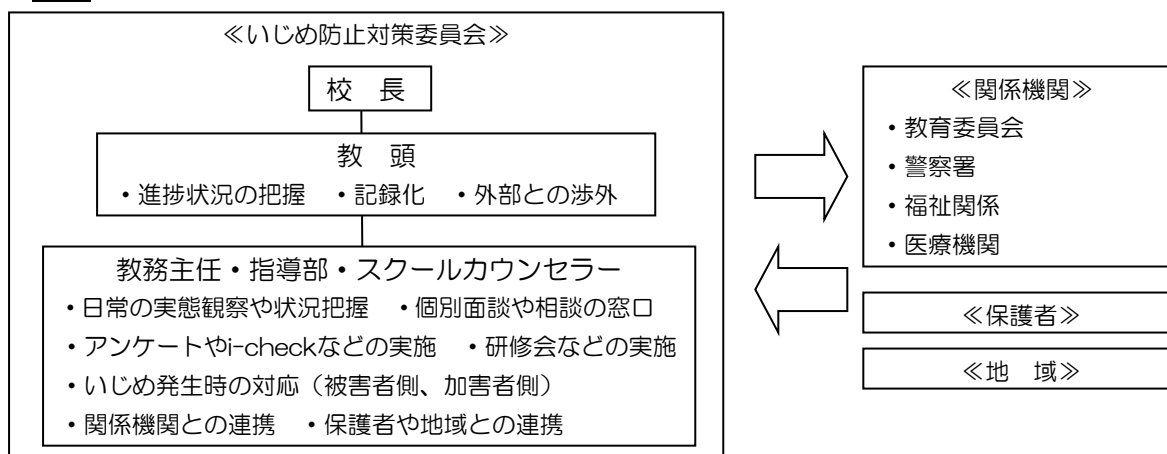 ≪いじめ防止対策委員会≫
校　長
教　頭
・進捗状況の把握　・記録化　・外部との渉外
教務主任・指導部・スクールカウンセラー
・日常の実態観察や状況把握　・個別面談や相談の窓口
・アンケートやi-checkなどの実施　・研修会などの実施
・いじめ発生時の対応（被害者側、加害者側）
・関係機関との連携　・保護者や地域との連携
≪関係機関≫
・教育委員会
・警察署
・福祉関係
・医療機関
≪保護者≫
≪地　域≫